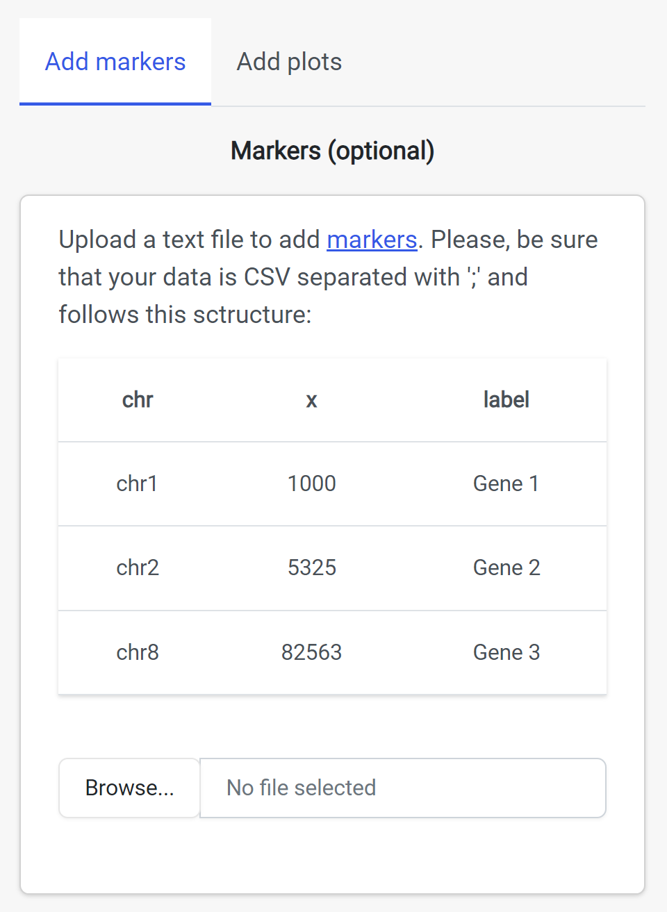 Add markers Add plots
Markers (optional)
Upload a text file to add markers. Please, be sure
that your data is CSV separated with ';' and
follows this sctructure:
chr x label
chr1 1000 Gene 1
chr2 5325 Gene 2
chr8 82563 Gene 3
Browse... No file selected